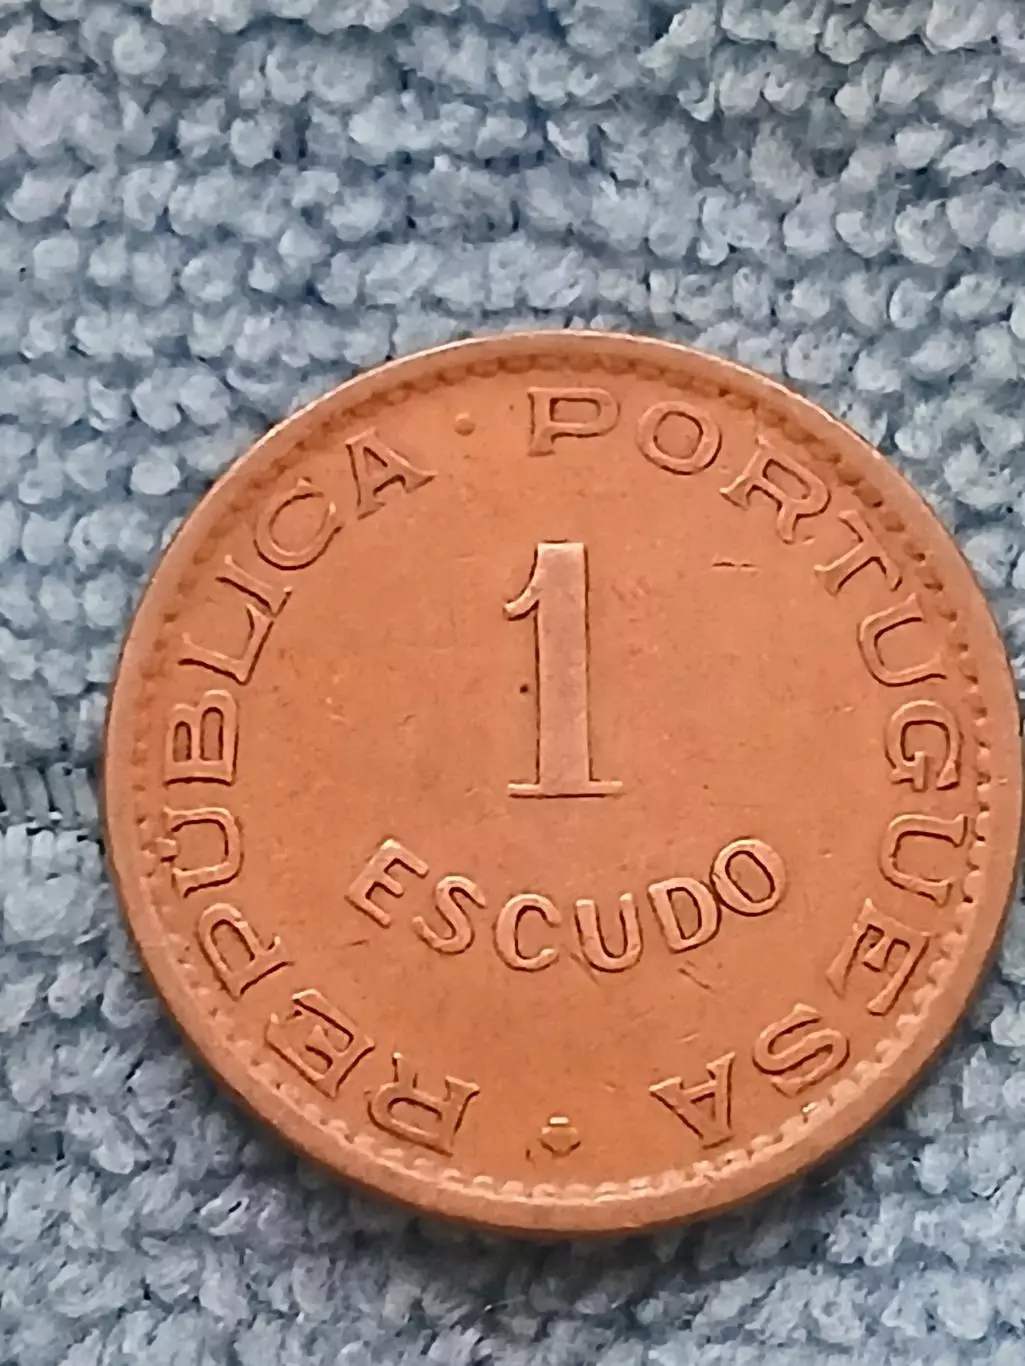 REPÚBLICA · PORTUGUESA ·
1
ESCUDO